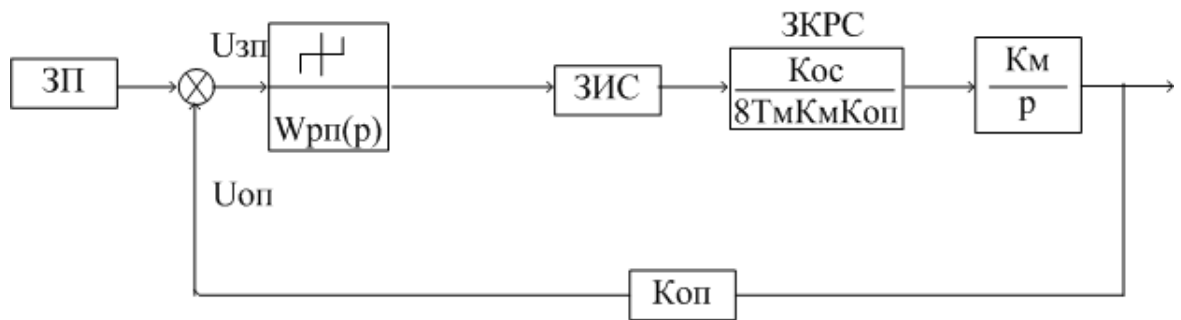 ЗП
Uзп
Wрп(р)
ЗИС
ЗКРС
Кос
8ТмКмКоп
Км
р
Uоп
Коп